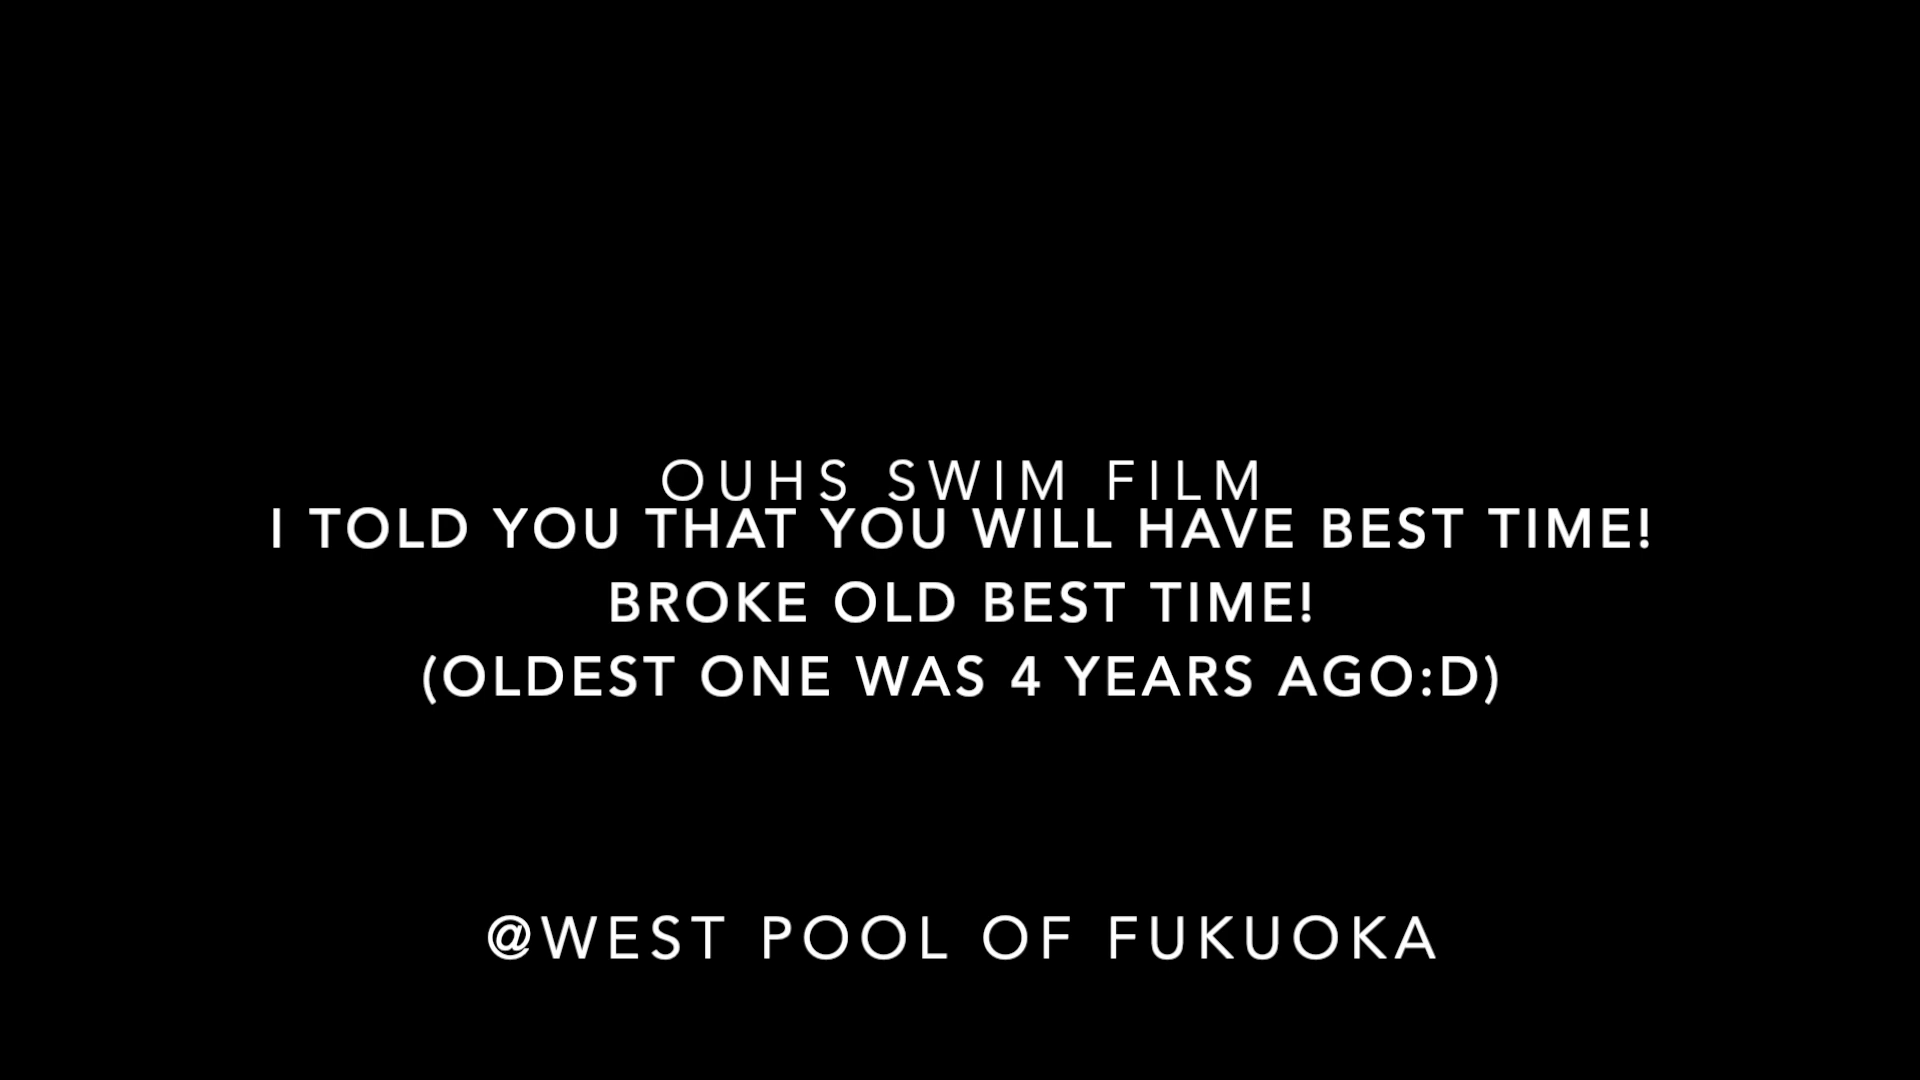 OUHS SWIM FILM
I TOLD YOU THAT YOU WILL HAVE BEST TIME!
BROKE OLD BEST TIME!
(OLDEST ONE WAS 4 YEARS AGO:D)
@WEST POOL OF FUKUOKA